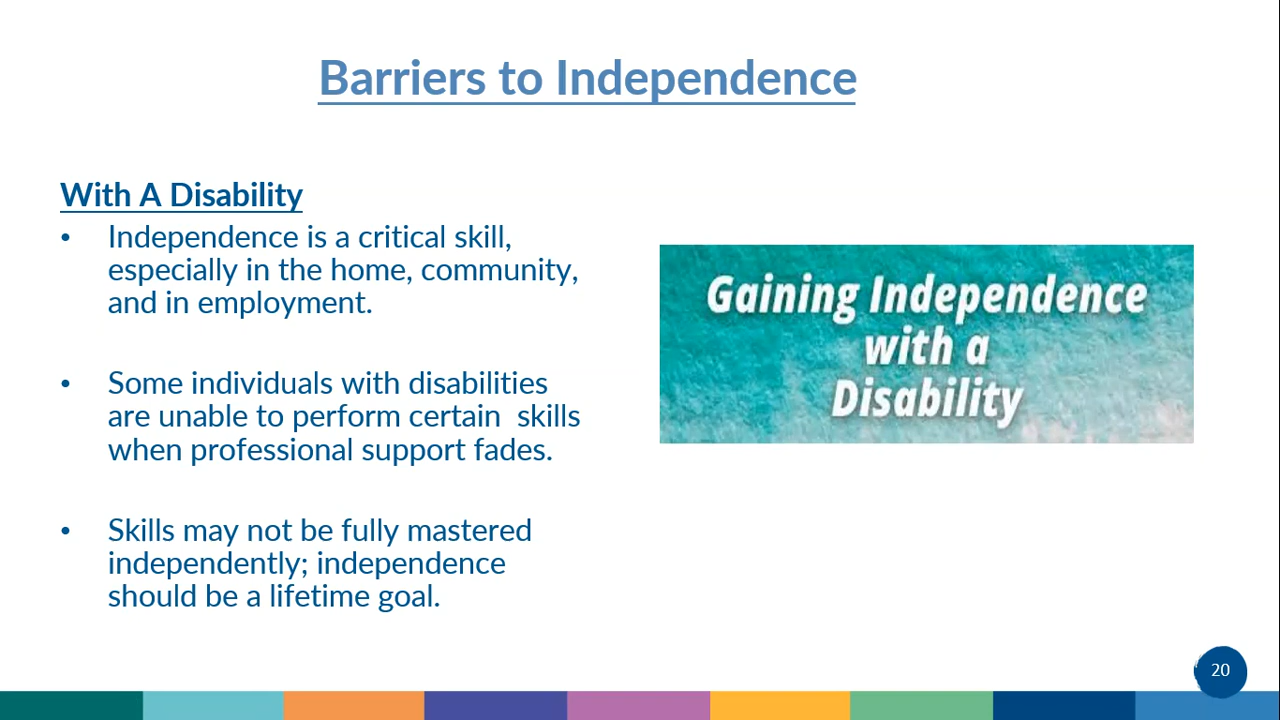 Barriers to Independence
With A Disability
• Independence is a critical skill,
especially in the home, community,
and in employment.
• Some individuals with disabilities
are unable to perform certain  skills
when professional support fades.
• Skills may not be fully mastered
independently; independence
should be a lifetime goal.
Gaining Independence
with a
Disability
20